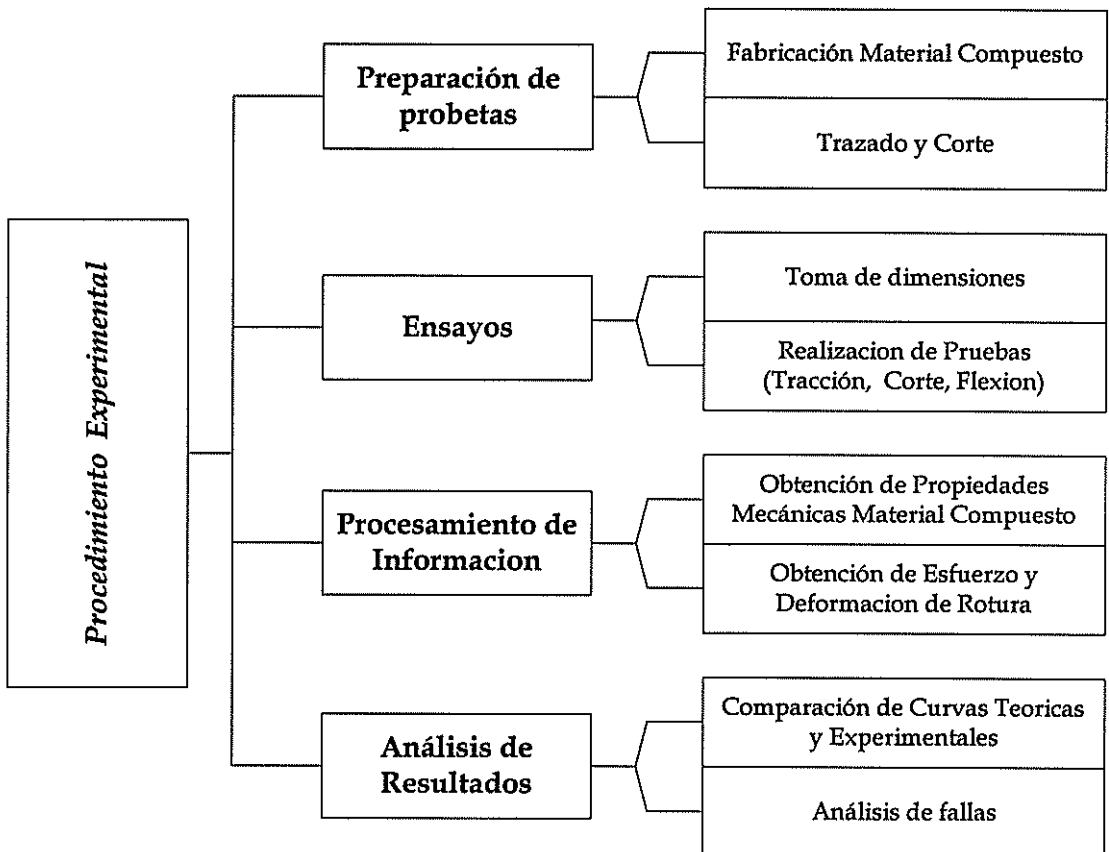 Procedimiento Experimental
Preparación de
probetas
Fabricación Material Compuesto
Trazado y Corte
Ensayos
Toma de dimensiones
Realizacion de Pruebas
(Tracción, Corte, Flexion)
Procesamiento de
Informacion
Obtención de Propiedades
Mecánicas Material Compuesto
Obtención de Esfuerzo y
Deformacion de Rotura
Análisis de
Resultados
Comparación de Curvas Teoricas
y Experimentales
Análisis de fallas